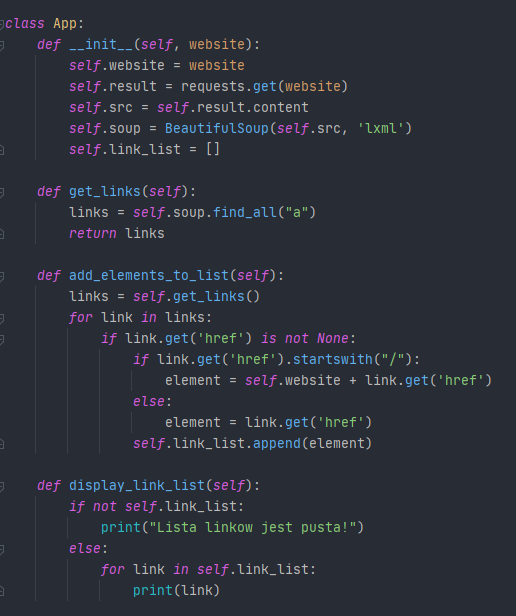 class App:
    def __init__(self, website):
        self.website = website
        self.result = requests.get(website)
        self.src = self.result.content
        self.soup = BeautifulSoup(self.src, 'lxml')
        self.link_list = []

    def get_links(self):
        links = self.soup.find_all("a")
        return links

    def add_elements_to_list(self):
        links = self.get_links()
        for link in links:
            if link.get('href') is not None:
                if link.get('href').startswith("/"):
                    element = self.website + link.get('href')
                else:
                    element = link.get('href')
                self.link_list.append(element)

    def display_link_list(self):
        if not self.link_list:
            print("Lista linkow jest pusta!")
        else:
            for link in self.link_list:
                print(link)